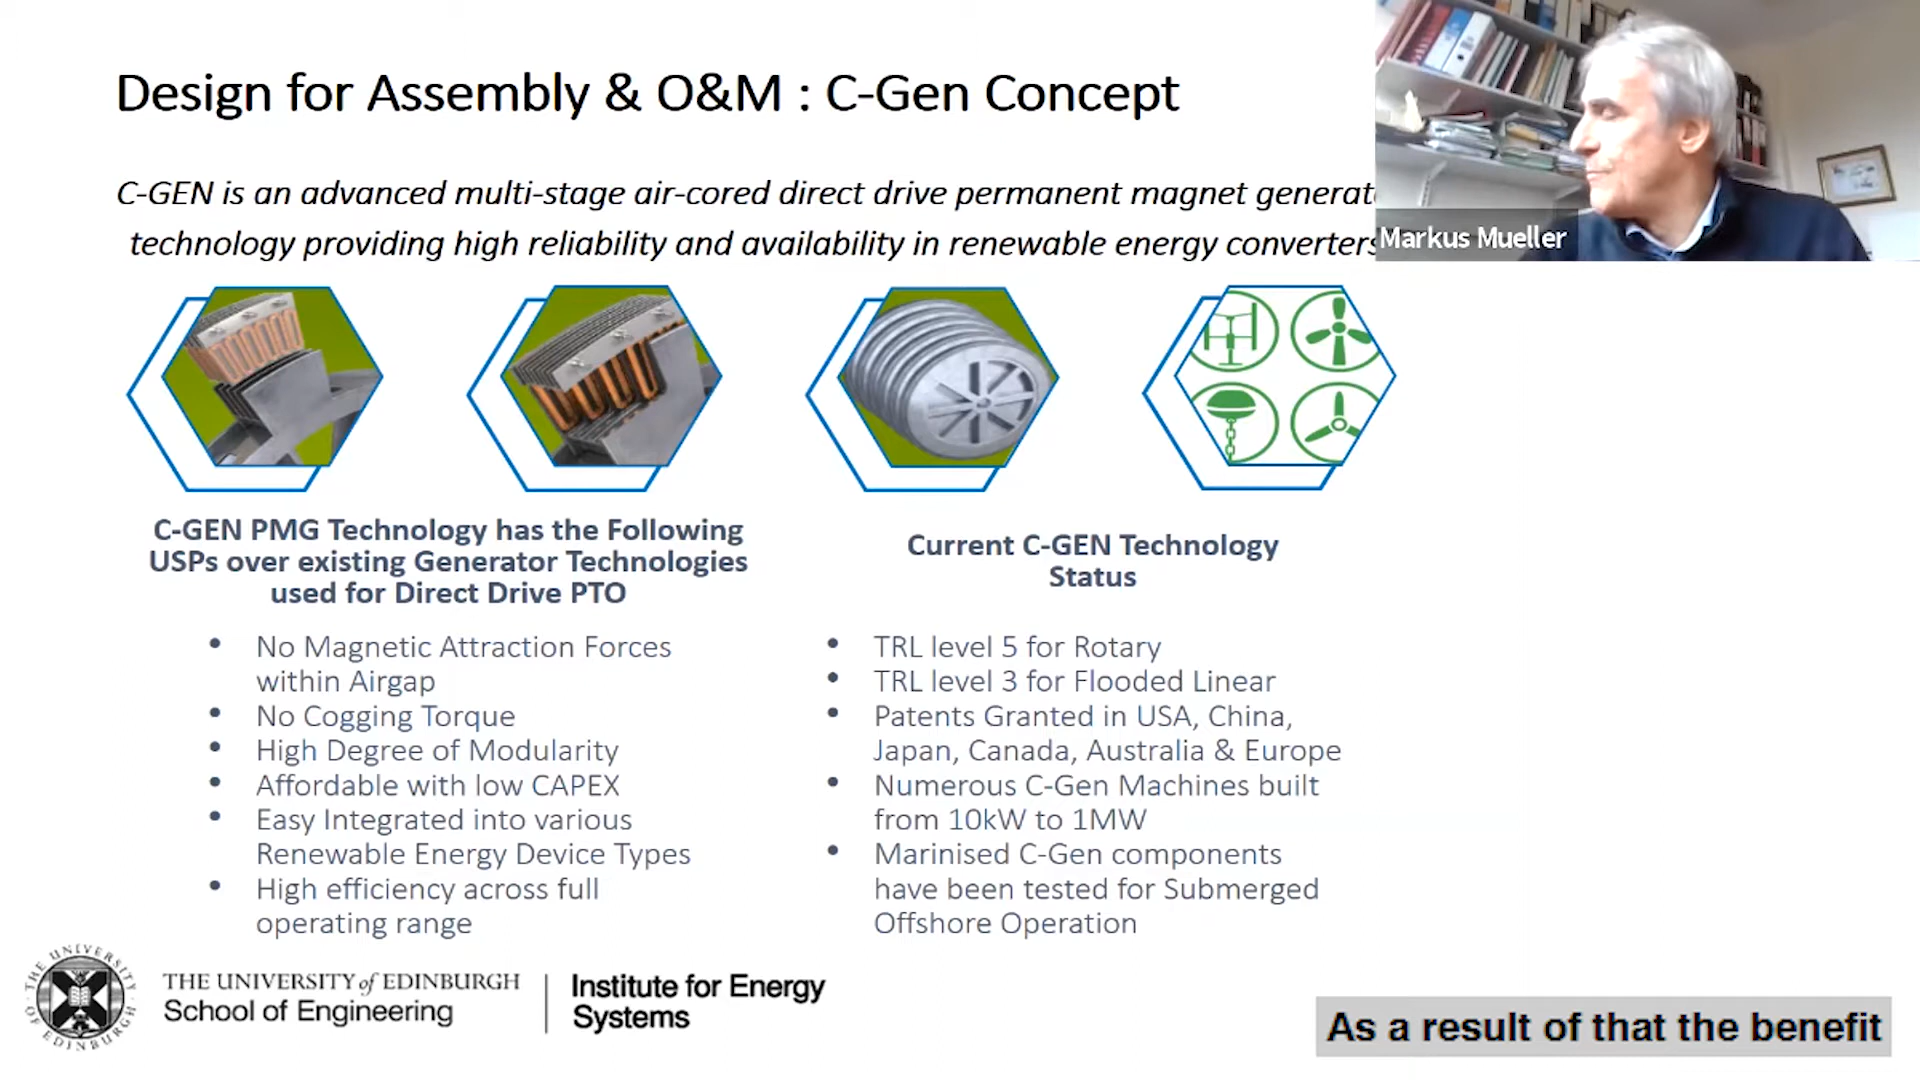 Design for Assembly & O&M : C-Gen Concept
C-GEN is an advanced multi-stage air-cored direct drive permanent magnet generat
technology providing high reliability and availability in renewable energy converters
Markus Mueller
C-GEN PMG Technology has the Following
USPs over existing Generator Technologies
used for Direct Drive PTO
• No Magnetic Attraction Forces
within Airgap
• No Cogging Torque
• High Degree of Modularity
• Affordable with low CAPEX
• Easy Integrated into various
Renewable Energy Device Types
• High efficiency across full
operating range
Current C-GEN Technology
Status
• TRL level 5 for Rotary
• TRL level 3 for Flooded Linear
• Patents Granted in USA, China,
Japan, Canada, Australia & Europe
• Numerous C-Gen Machines built
from 10kW to 1MW
• Marinised C-Gen components
have been tested for Submerged
Offshore Operation
THE UNIVERSITY OF EDINBURGH
THE UNIVERSITY of EDINBURGH
School of Engineering
Institute for Energy
Systems
As a result of that the benefit